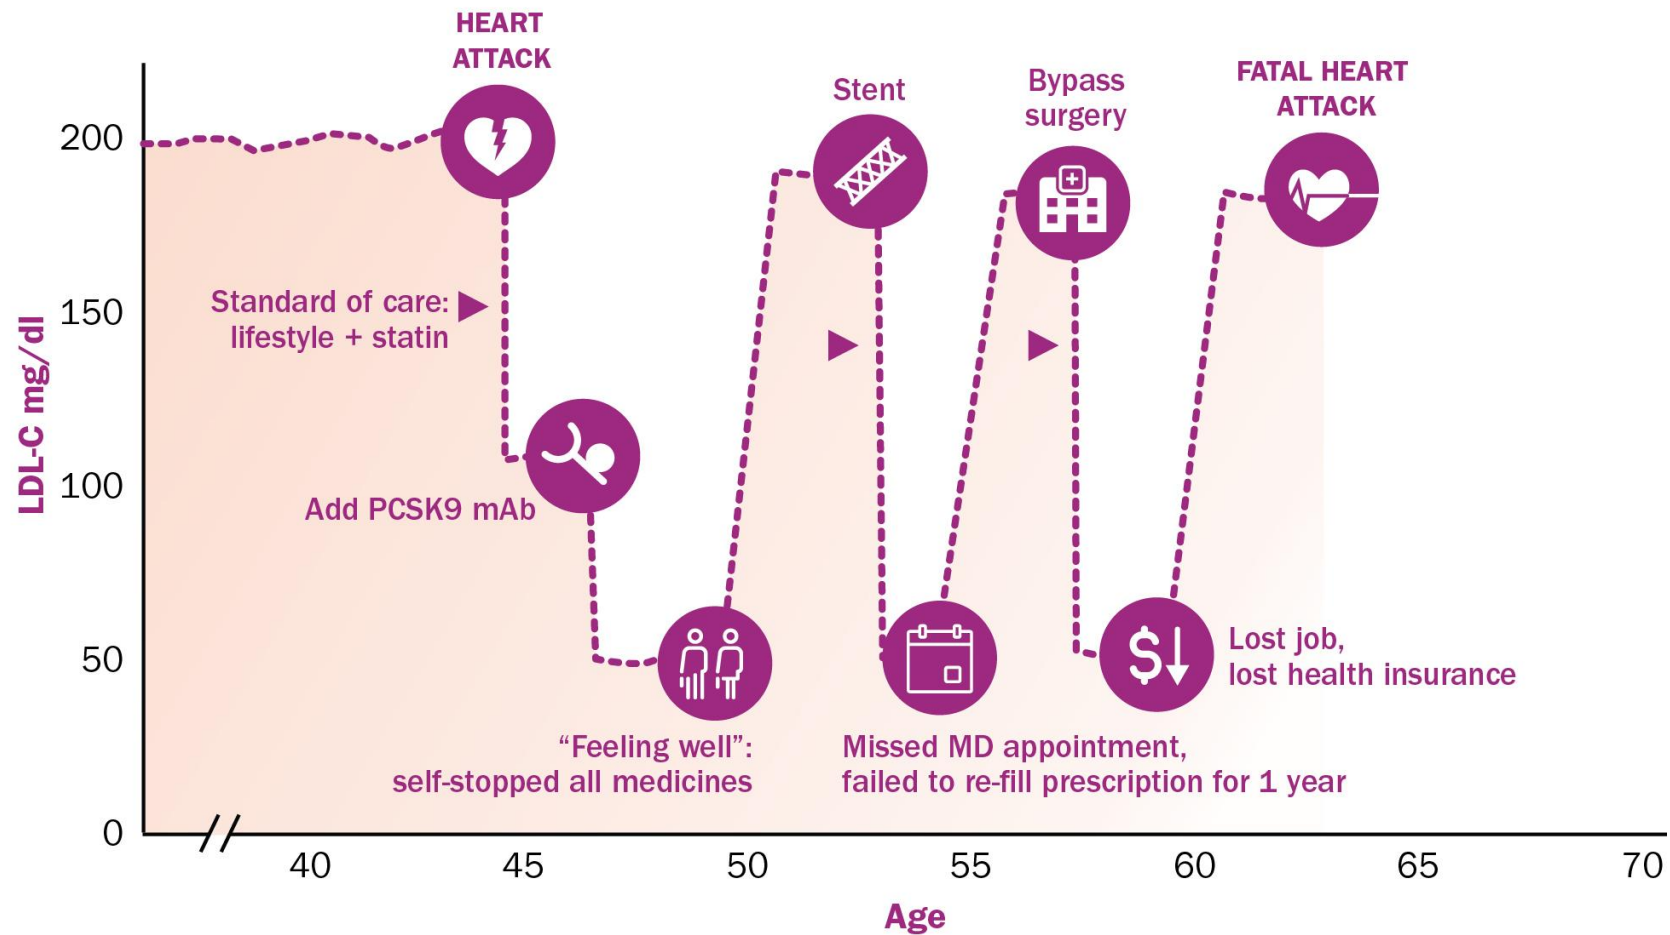 HEART
ATTACK
Stent
Bypass
surgery
FATAL HEART
ATTACK
200
150
100
50
0
LDL-C mg/dl
Standard of care:
lifestyle + statin
Add PCSK9 mAb
"Feeling well":
self-stopped all medicines
Missed MD appointment,
failed to re-fill prescription for 1 year
$
Lost job,
lost health insurance
40
45
50
55
60
65
70
Age